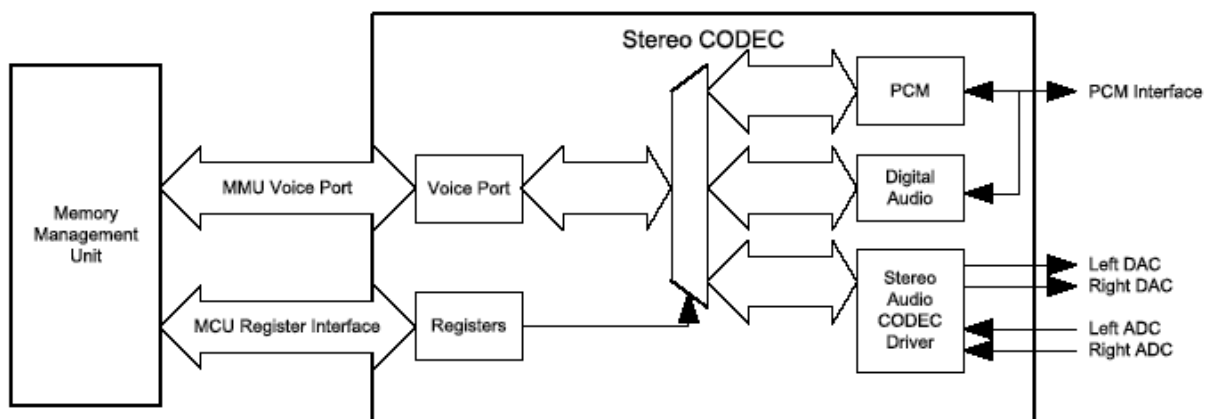 Stereo CODEC
PCM
PCM Interface
MMU Voice Port
Voice Port
Digital
Audio
Memory
Management
Unit
Left DAC
Right DAC
Stereo
Audio
CODEC
Driver
MCU Register Interface
Registers
Left ADC
Right ADC